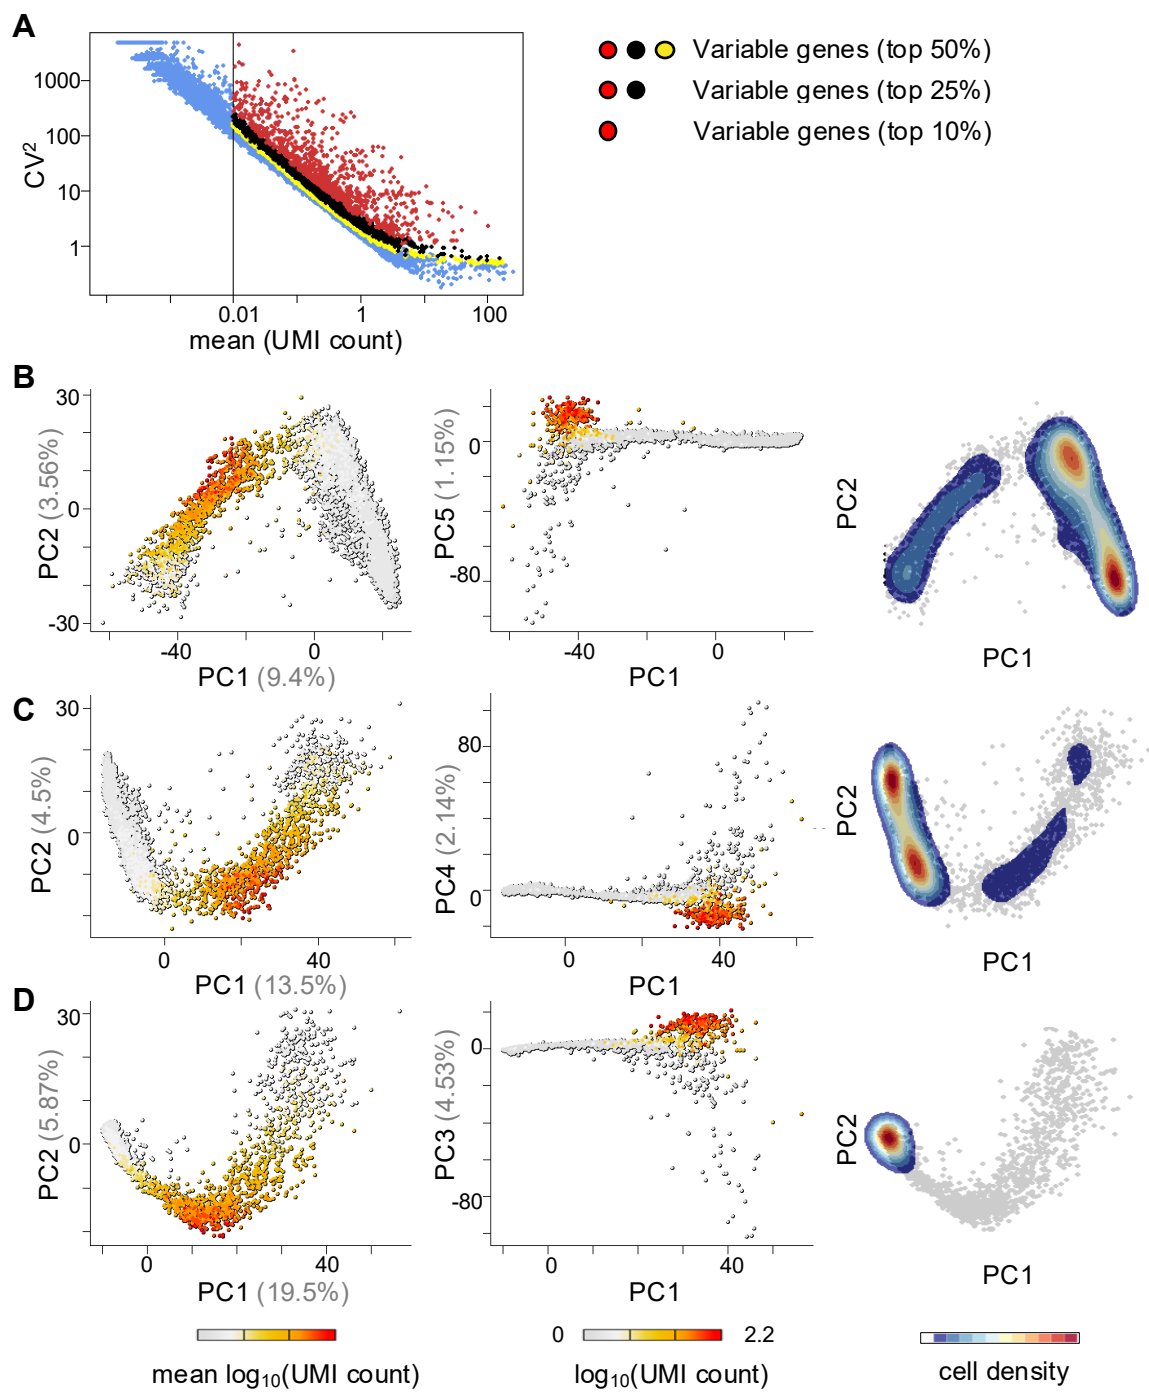 A
CV²
1000
100
10
1
0.01
1
100
mean (UMI count)
Variable genes (top 50%)
Variable genes (top 25%)
Variable genes (top 10%)
B
PC2 (3.56%)
30
0
-30
-40
0
PC1 (9.4%)
PC5 (1.15%)
0
-80
-40
0
PC1
PC2
PC1
C
PC2 (4.5%)
30
0
0
40
PC1 (13.5%)
PC4 (2.14%)
80
0
0
40
PC1
PC2
PC1
D
PC2 (5.87%)
30
0
0
40
PC1 (19.5%)
PC3 (4.53%)
0
-80
0
40
PC1
PC2
PC1
mean log₁₀(UMI count)
0
2.2
log₁₀(UMI count)
cell density